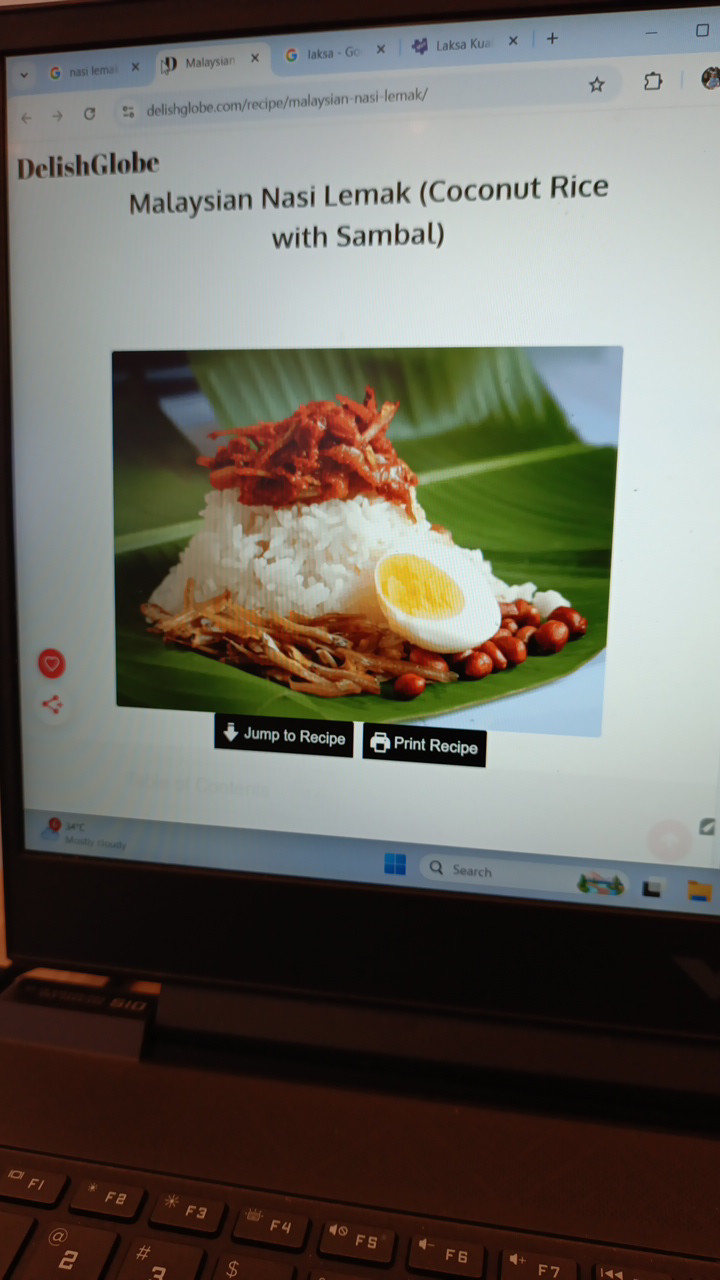 nasi lemak
Malaysian
laksa - Go
Laksa Kua
delishglobe.com/recipe/malaysian-nasi-lemak/
DelishGlobe
Malaysian Nasi Lemak (Coconut Rice
with Sambal)
Jump to Recipe
Print Recipe
Table of Contents
34°C
Mostly cloudy
Search
F1
F2
F3
F4
F5
F6
F7
@
2
#
3
$